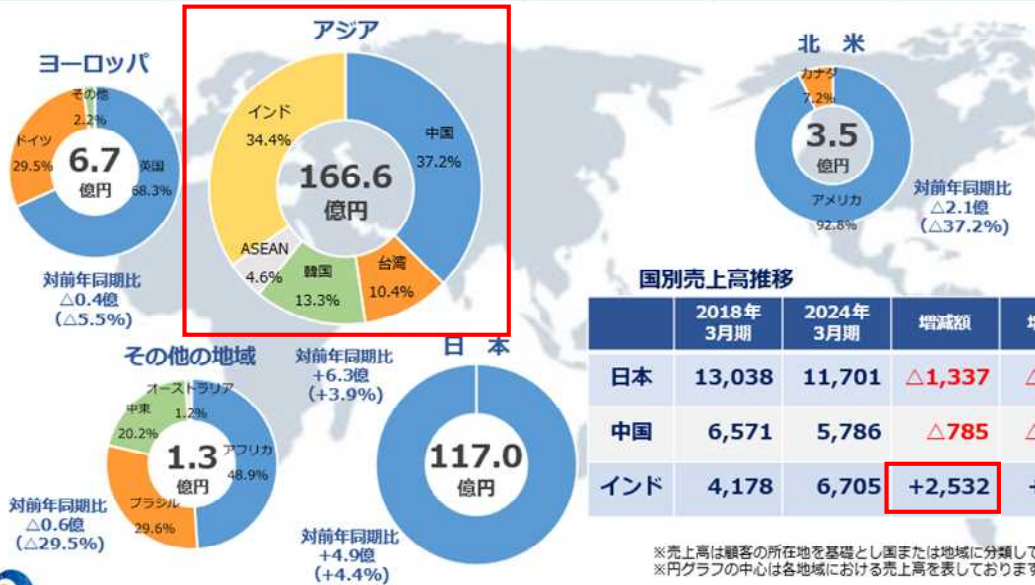 アジア
インド
34.4%
中国
37.2%
166.6
億円
ASEAN
4.6%
韓国
13.3%
台湾
10.4%
対前年同期比
+6.3億
(+3.9%)
ヨーロッパ
その他
2.2%
ドイツ
29.5%
6.7
億円
英国
68.3%
対前年同期比
△0.4億
(△5.5%)
北 米
カナダ
7.2%
3.5
億円
アメリカ
92.8%
対前年同期比
△2.1億
(△37.2%)
その他の地域
オーストラリア
1.2%
中東
20.2%
1.3
億円
アフリカ
48.9%
ブラジル
29.6%
対前年同期比
△0.6億
(△29.5%)
日 本
117.0
億円
対前年同期比
+4.9億
(+4.4%)
国別売上高推移
2018年 3月期 2024年 3月期 増減額
日本 13,038 11,701 △1,337 △
中国 6,571 5,786 △785 △
インド 4,178 6,705 +2,532 +
※売上高は顧客の所在地を基礎とし国または地域に分類して
※円グラフの中心は各地域における売上高を表しております